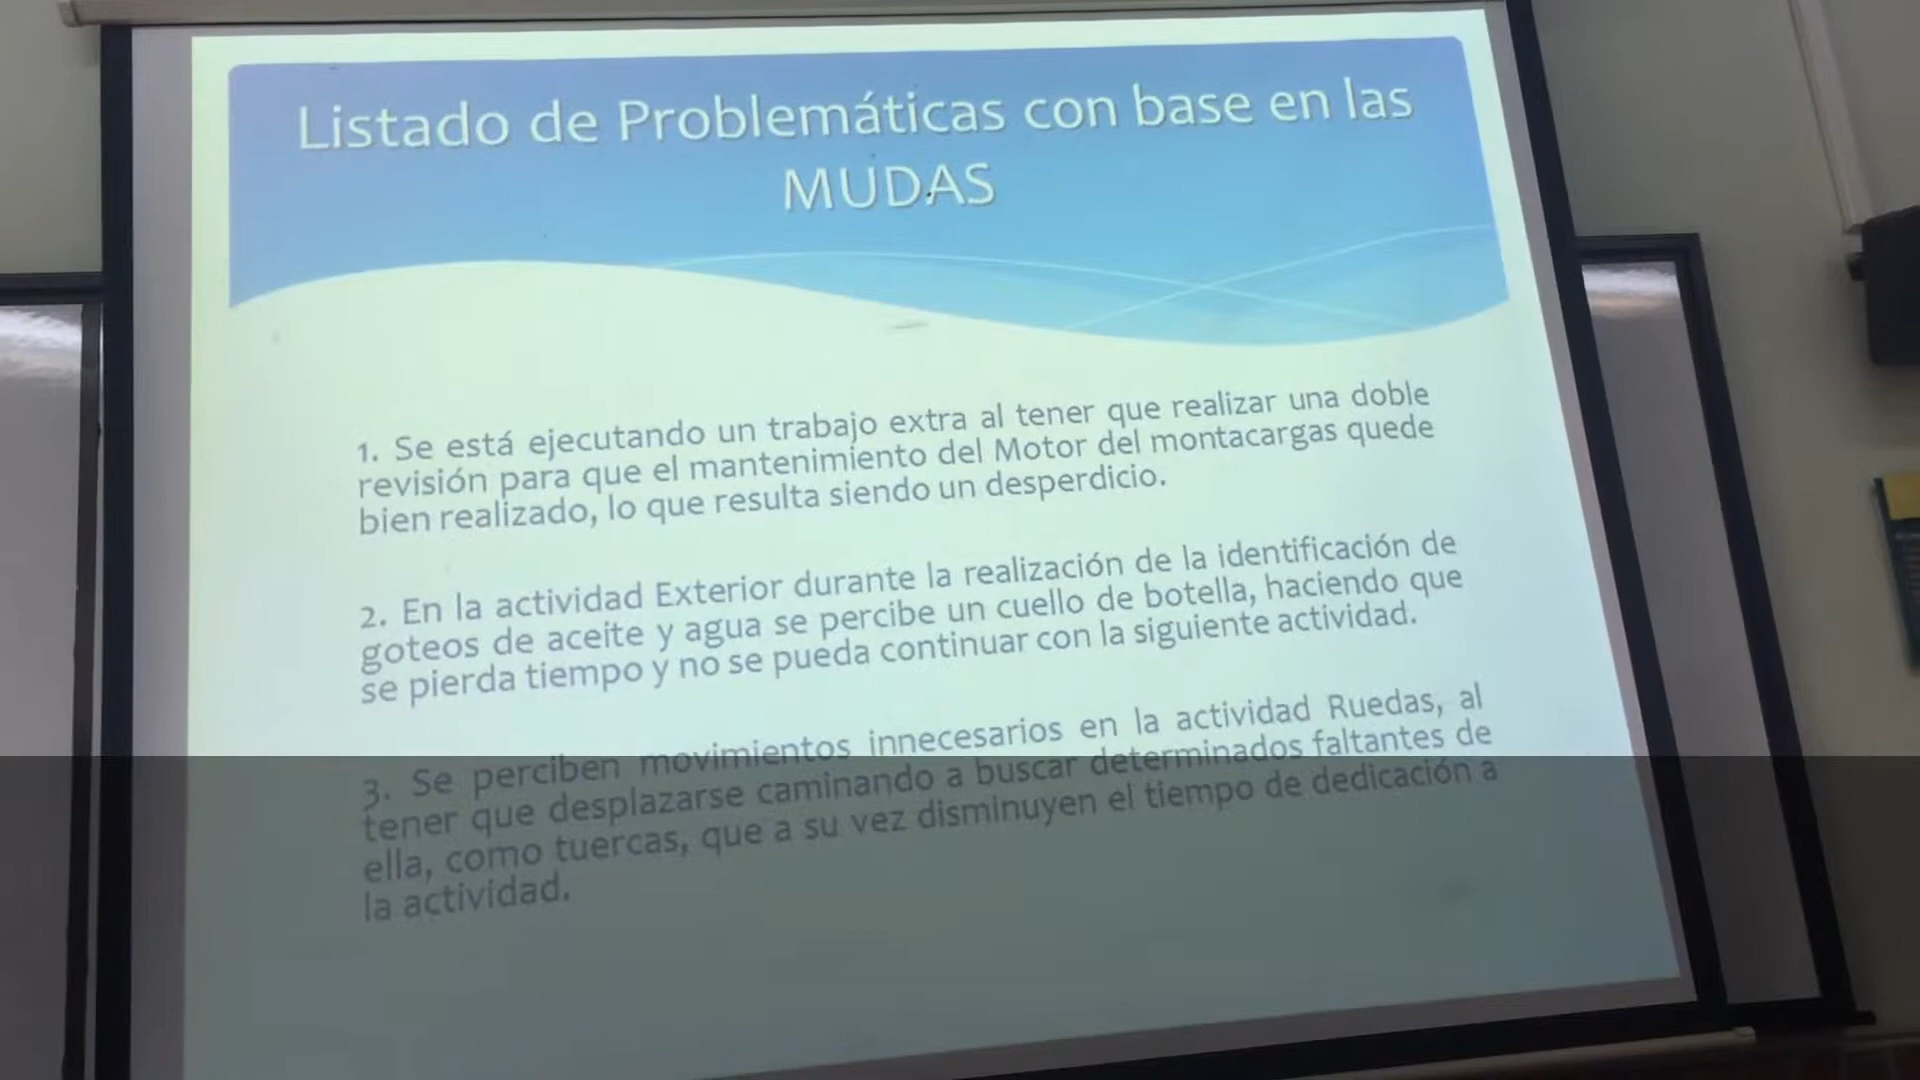 Listado de Problemáticas con base en las
MUDAS
1. Se está ejecutando un trabajo extra al tener que realizar una doble
revisión para que el mantenimiento del Motor del montacargas quede
bien realizado, lo que resulta siendo un desperdicio.
2. En la actividad Exterior durante la realización de la identificación de
goteos de aceite y agua se percibe un cuello de botella, haciendo que
se pierda tiempo y no se pueda continuar con la siguiente actividad.
3. Se perciben movimientos innecesarios en la actividad Ruedas, al
tener que desplazarse caminando a buscar determinados faltantes de
ella, como tuercas, que a su vez disminuyen el tiempo de dedicación a
la actividad.